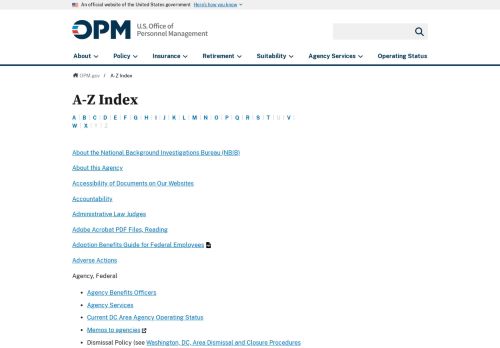 An official website of the United States government Here's how you know
OPM U.S. Office of
Personnel Management
About Policy Insurance Retirement Suitability Agency Services Operating Status
OPM.gov / A-Z Index
A-Z Index
A B C D E F G H I J K L M N O P Q R S T U V
W X Y Z
About the National Background Investigations Bureau (NBIB)
About this Agency
Accessibility of Documents on Our Websites
Accountability
Administrative Law Judges
Adobe Acrobat PDF Files, Reading
Adoption Benefits Guide for Federal Employees
Adverse Actions
Agency, Federal
• Agency Benefits Officers
• Agency Services
• Current DC Area Agency Operating Status
• Memos to agencies
• Dismissal Policy (see Washington, DC, Area Dismissal and Closure Procedures